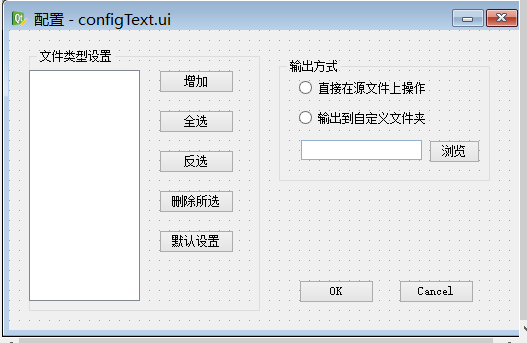 配置 - configText.ui
文件类型设置
增加
全选
反选
删除所选
默认设置
输出方式
直接在源文件上操作
输出到自定义文件夹
浏览
OK
Cancel